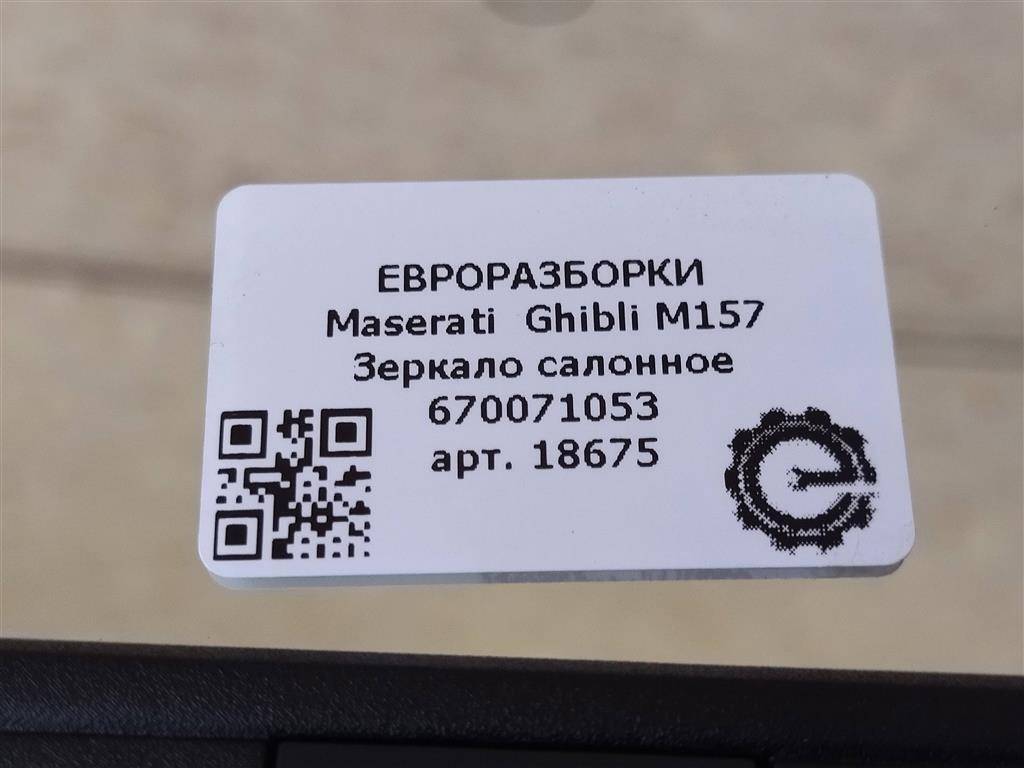 ЕВРОРАЗБОРКИ
Maserati Ghibli M157
Зеркало салонное
670071053
арт. 18675